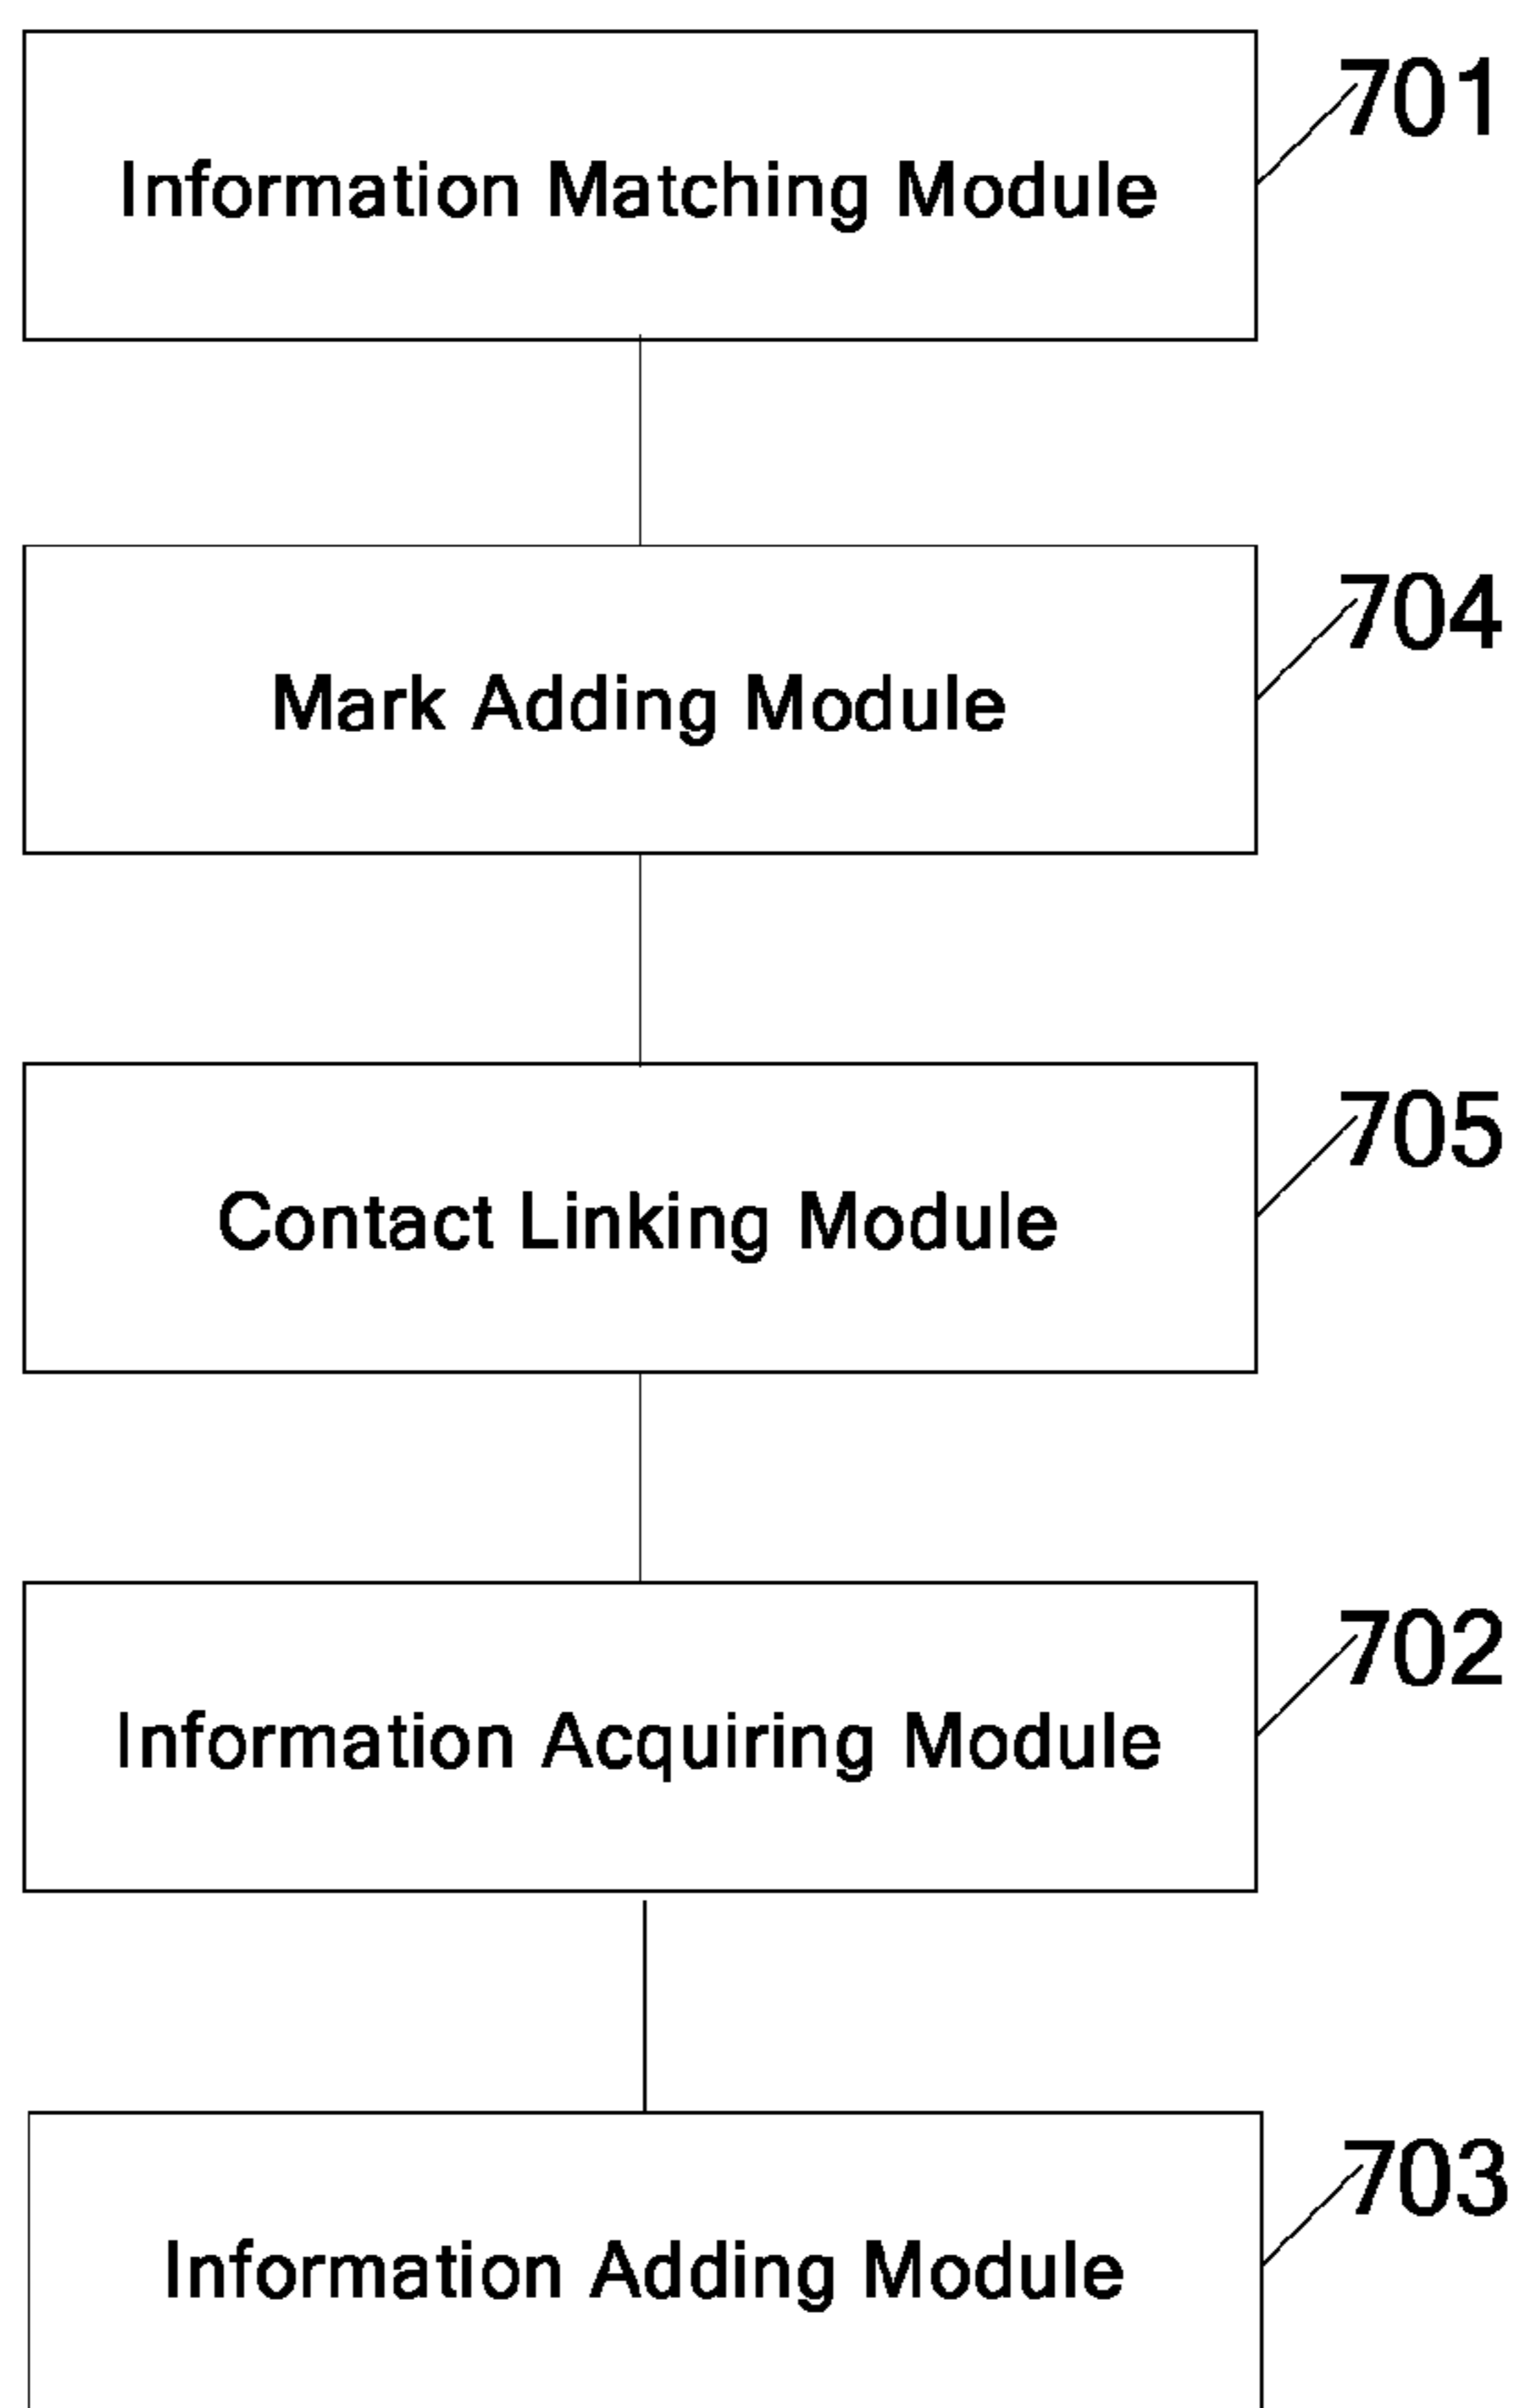 701
Information Matching Module
704
Mark Adding Module
705
Contact Linking Module
702
Information Acquiring Module
703
Information Adding Module